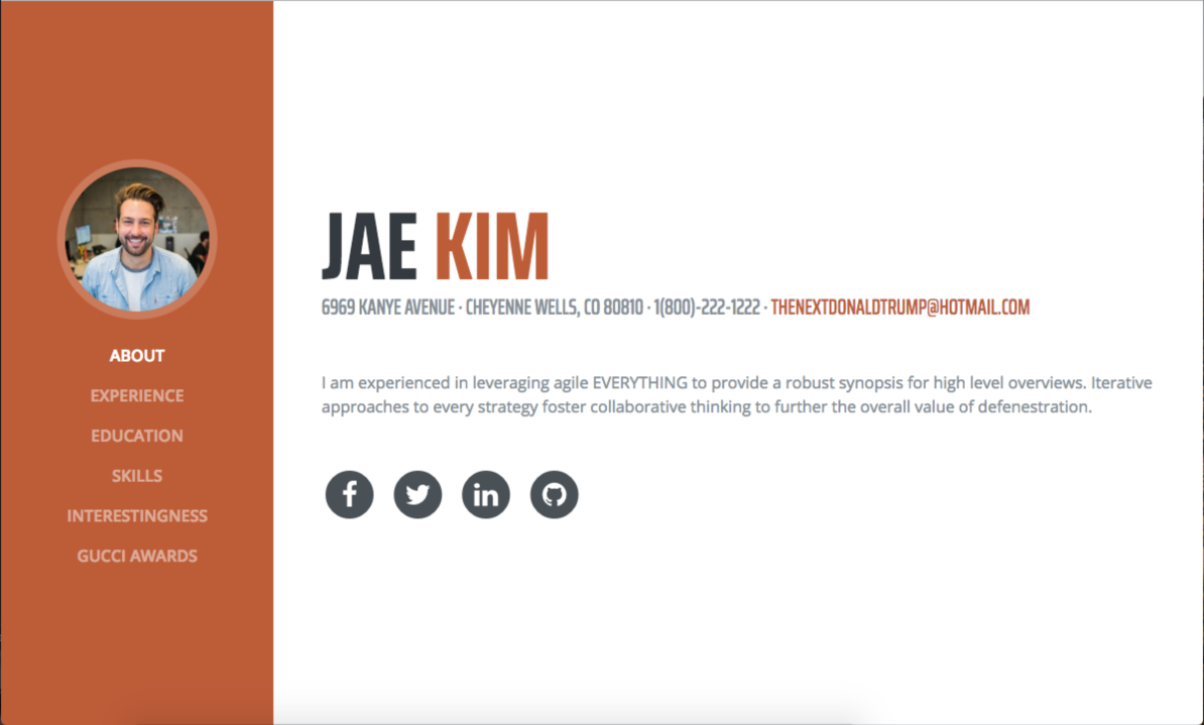 ABOUT
EXPERIENCE
EDUCATION
SKILLS
INTERESTINGNESS
GUCCI AWARDS
JAE KIM
6969 KANYE AVENUE · CHEYENNE WELLS, CO 80810 · 1(800)-222-1222 · THENEXTDONALDTRUMP@HOTMAIL.COM
I am experienced in leveraging agile EVERYTHING to provide a robust synopsis for high level overviews. Iterative
approaches to every strategy foster collaborative thinking to further the overall value of defenestration.
f
in